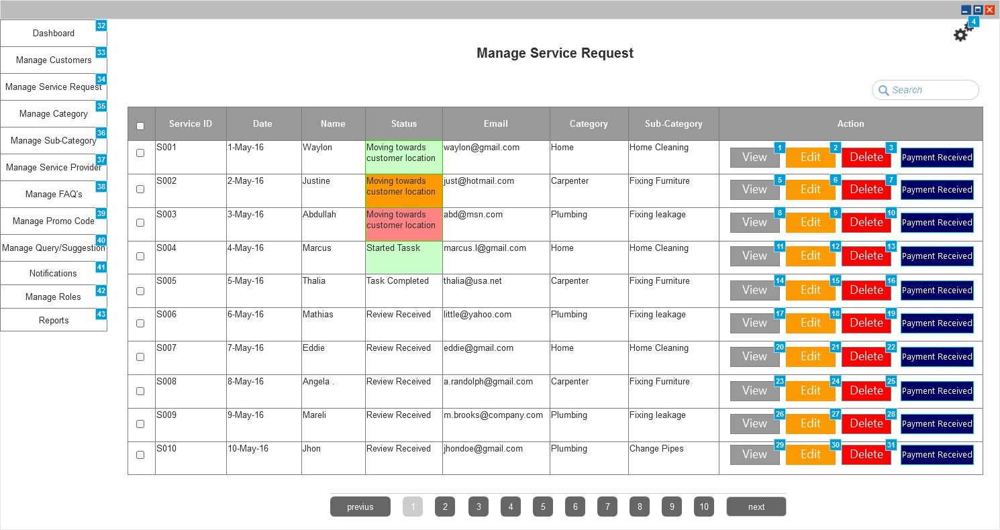 4
Dashboard 32
Manage Customers 33
Manage Service Request 34
Manage Category 35
Manage Sub-Category 36
Manage Service Provider 37
Manage FAQ's 38
Manage Promo Code 39
Manage Query/Suggestion 40
Notifications 41
Manage Roles 42
Reports 43
Manage Service Request
Search
Service ID Date Name Status Email Category Sub-Category Action
S001 1-May-16 Waylon Moving towards waylon@gmail.com Home Home Cleaning View 1 Edit 2 Delete 3 Payment Received
customer location
S002 2-May-16 Justine Moving towards just@hotmail.com Carpenter Fixing Furniture View 5 Edit 6 Delete 7 Payment Received
customer location
S003 3-May-16 Abdullah Moving towards abd@msn.com Plumbing Fixing leakage View 8 Edit 9 Delete 10 Payment Received
customer location
S004 4-May-16 Marcus Started Tassk marcus.l@gmail.com Home Home Cleaning View 11 Edit 12 Delete 13 Payment Received
S005 5-May-16 Thalia Task Completed thalia@usa.net Carpenter Fixing Furniture View 14 Edit 15 Delete 16 Payment Received
S006 6-May-16 Mathias Review Received little@yahoo.com Plumbing Fixing leakage View 17 Edit 18 Delete 19 Payment Received
S007 7-May-16 Eddie Review Received eddie@gmail.com Home Home Cleaning View 20 Edit 21 Delete 22 Payment Received
S008 8-May-16 Angela . Review Received a.randolph@gmail.com Carpenter Fixing Furniture View 23 Edit 24 Delete 25 Payment Received
S009 9-May-16 Mareli Review Received m.brooks@company.com Plumbing Fixing leakage View 26 Edit 27 Delete 28 Payment Received
S010 10-May-16 Jhon Review Received jhondoe@gmail.com Plumbing Change Pipes View 29 Edit 30 Delete 31 Payment Received
previus 1 2 3 4 5 6 7 8 9 10 next